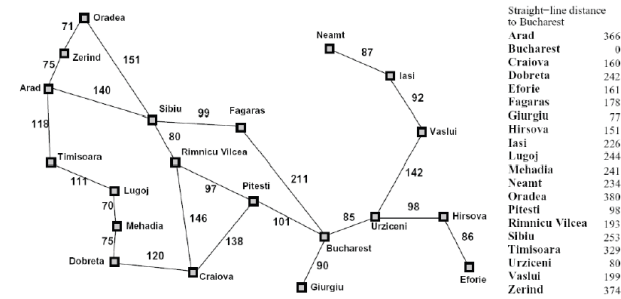 Oradea
71
Zerind
75
151
Arad
140
118
Sibiu
99
Fagaras
80
Rimnicu Vilcea
Timisoara
111
Lugoj
70
Mehadia
75
Dobreta
120
146
97
Pitesti
138
Craiova
101
211
Bucharest
90
Giurgiu
85
Urziceni
Neamt
87
Iasi
92
Vaslui
142
98
Hirsova
86
Eforie
Straight-line distance
to Bucharest
Arad 366
Bucharest 0
Craiova 160
Dobreta 242
Eforie 161
Fagaras 178
Giurgiu 77
Hirsova 151
Iasi 226
Lugoj 244
Mehadia 241
Neamt 234
Oradea 380
Pitesti 98
Rimnicu Vilcea 193
Sibiu 253
Timisoara 329
Urziceni 80
Vaslui 199
Zerind 374